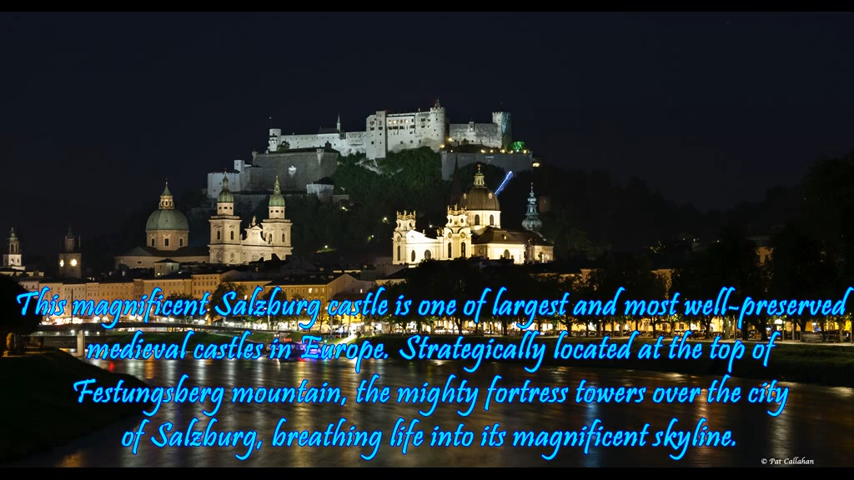 This magnificent Salzburg castle is one of largest and most well-preserved
medieval castles in Europe. Strategically located at the top of
Festungsberg mountain, the mighty fortress towers over the city
of Salzburg, breathing life into its magnificent skyline.
© Pat Callahan